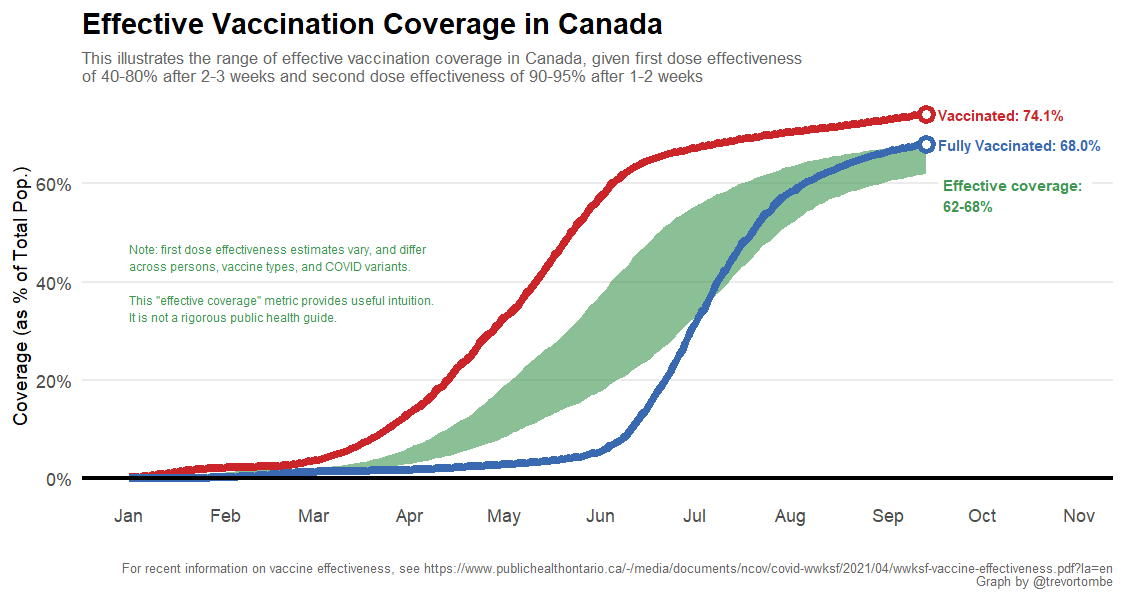 Effective Vaccination Coverage in Canada
This illustrates the range of effective vaccination coverage in Canada, given first dose effectiveness
of 40-80% after 2-3 weeks and second dose effectiveness of 90-95% after 1-2 weeks
Vaccinated: 74.1%
Fully Vaccinated: 68.0%
Effective coverage:
62-68%
Coverage (as % of Total Pop.)
60%
40%
20%
0%
Note: first dose effectiveness estimates vary, and differ
across persons, vaccine types, and COVID variants.
This "effective coverage" metric provides useful intuition.
It is not a rigorous public health guide.
Jan Feb Mar Apr May Jun Jul Aug Sep Oct Nov
For recent information on vaccine effectiveness, see https://www.publichealthontario.ca/-/media/documents/ncov/covid-wwksf/2021/04/wwksf-vaccine-effectiveness.pdf?la=en
Graph by @trevortombe